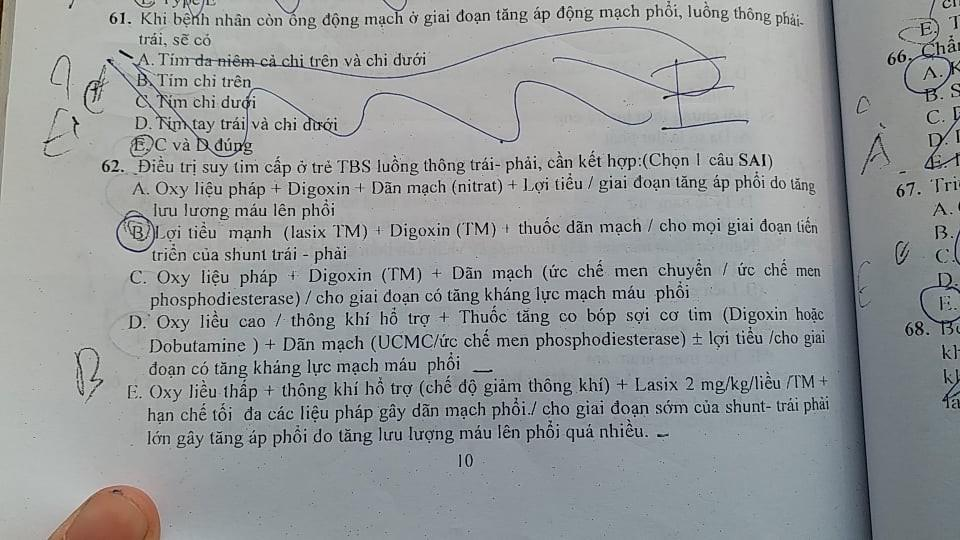 61. Khi bệnh nhân còn ống động mạch ở giai đoạn tăng áp động mạch phổi, luồng thông phải-
trái, sẽ có
A. Tím da niêm cả chi trên và chi dưới
B. Tím chi trên
C. Tím chi dưới
D. Tím tay trái và chi dưới
E. C và D đúng
62. Điều trị suy tim cấp ở trẻ TBS luồng thông trái- phải, cần kết hợp:(Chọn 1 câu SAI)
A. Oxy liệu pháp + Digoxin + Dãn mạch (nitrat) + Lợi tiểu / giai đoạn tăng áp phổi do tăng
lưu lượng máu lên phổi
B. Lợi tiểu mạnh (lasix TM) + Digoxin (TM) + thuốc dãn mạch / cho mọi giai đoạn tiến
triển của shunt trái - phải
C. Oxy liệu pháp + Digoxin (TM) + Dãn mạch (ức chế men chuyển / ức chế men
phosphodiesterase) / cho giai đoạn có tăng kháng lực mạch máu phổi
D. Oxy liều cao / thông khí hổ trợ + Thuốc tăng co bóp sợi cơ tim (Digoxin hoặc
Dobutamine ) + Dãn mạch (UCMC/ức chế men phosphodiesterase) ± lợi tiểu /cho giai
đoạn có tăng kháng lực mạch máu phổi
B
E. Oxy liều thấp + thông khí hổ trợ (chế độ giảm thông khí) + Lasix 2 mg/kg/liều /TM +
hạn chế tối đa các liệu pháp gây dãn mạch phổi./ cho giai đoạn sớm của shunt- trái phải
lớn gây tăng áp phổi do tăng lưu lượng máu lên phổi quá nhiều.
10
E.
66.
A.
B. S
C.
D.
A
67. Tri
A.
B.
C.
D.
E.
68.